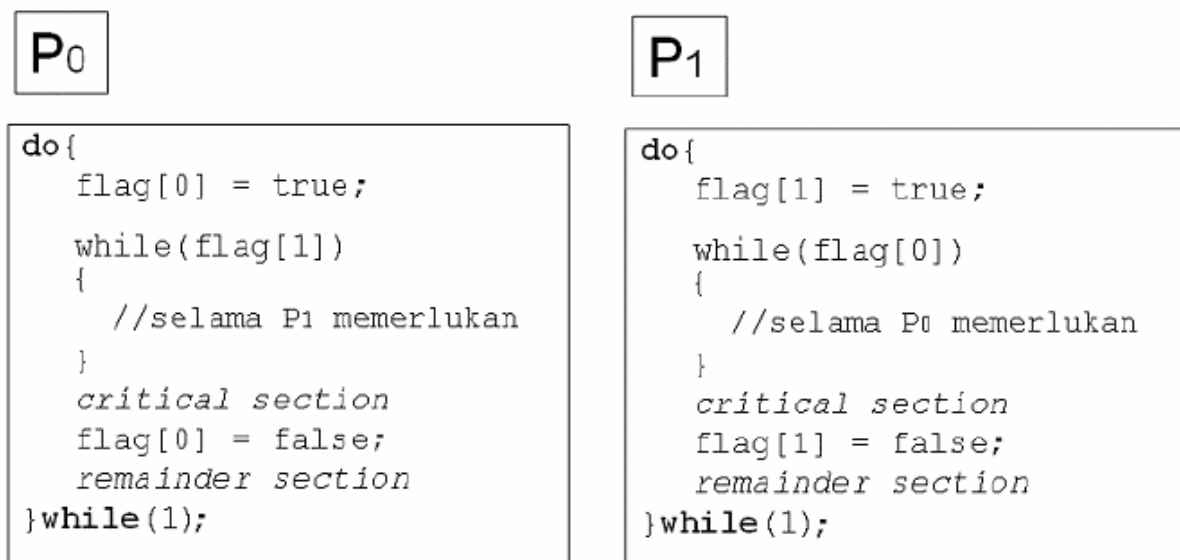 P0
do{
flag[0] = true;
while(flag[1])
{
//selama P1 memerlukan
}
critical section
flag[0] = false;
remainder section
}while(1);
P1
do{
flag[1] = true;
while(flag[0])
{
//selama P0 memerlukan
}
critical section
flag[1] = false;
remainder section
}while(1);